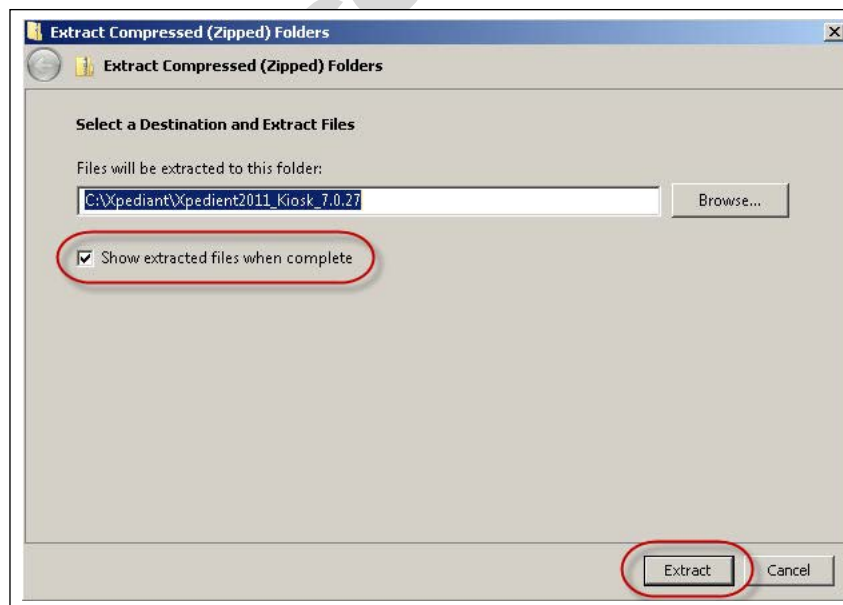 Extract Compressed (Zipped) Folders
Extract Compressed (Zipped) Folders
Select a Destination and Extract Files
Files will be extracted to this folder:
C:\Xpediant\Xpedient2011_Kiosk_7.0.27
Browse...
Show extracted files when complete
Extract
Cancel